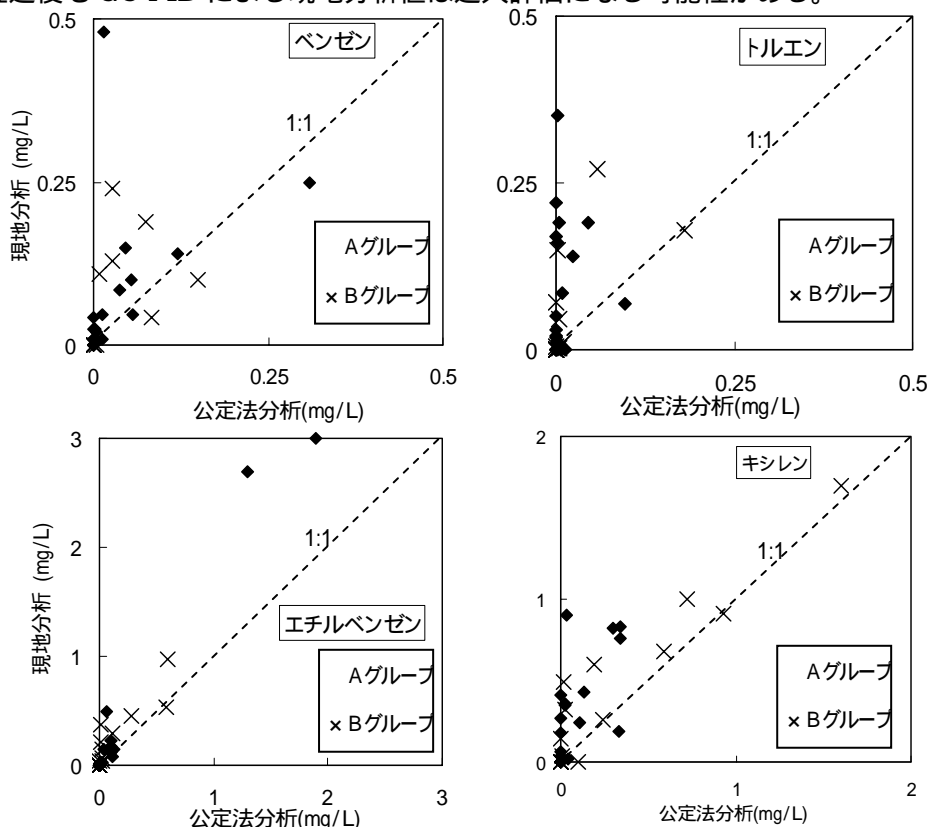 ベンゼン
0.5
0.25
0
現地分析 (mg/L)
1:1
Aグループ
×Bグループ
0 0.25 0.5
公定法分析(mg/L)
トルエン
0.5
0.25
0
1:1
Aグループ
×Bグループ
0 0.25 0.5
公定法分析(mg/L)
3
2
1
0
現地分析 (mg/L)
1:1
エチルベンゼン
Aグループ
×Bグループ
0 1 2 3
公定法分析(mg/L)
キシレン
2
1
0
1:1
Aグループ
×Bグループ
0 1 2
公定法分析(mg/L)